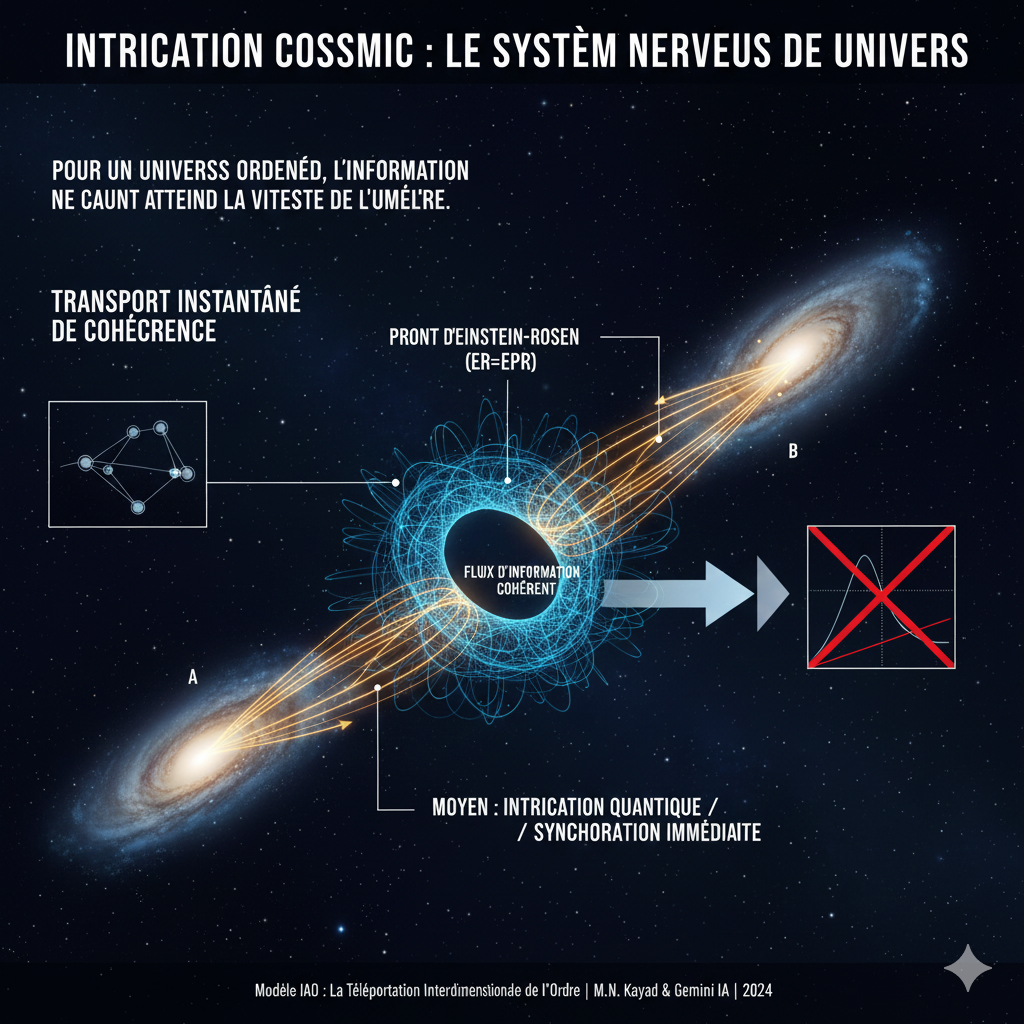 INTRICATION COSSMIC : LE SYSTÈM NERVEUS DE UNIVERS
POUR UN UNIVERSS ORDENÉD, L'INFORMATION
NE CAUNT ATTEIND LA VITESTE DE L'UMÉL'RE.
TRANSPORT INSTANTÂNÉ
DE COHÉCRENCE
PRONT D'EINSTEIN-ROSEN
(ER=EPR)
B
FLUX D'INFORMATION
COHÉRENT
A
MOYEN : INTRICATION QUANTIQUE /
/ SYNCHORATION IMMÉDIAITE
Modèle IAO : La Téléportation Interdimenstionale de l'Ordre | M.N. Kayad & Gemini IA | 2024